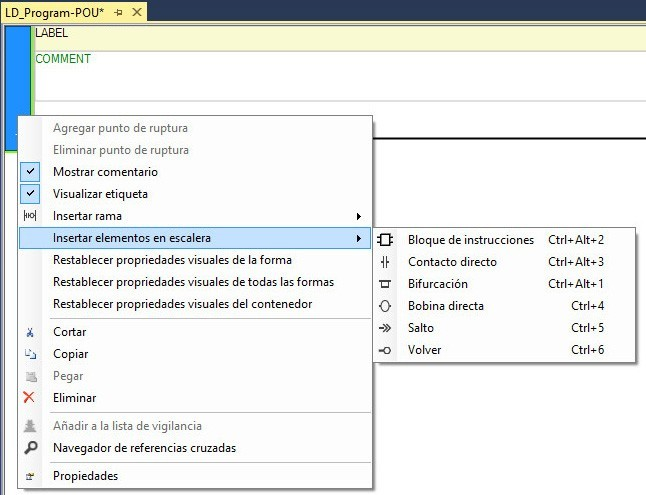 LD_Program-POU*
LABEL
COMMENT
Agregar punto de ruptura
Eliminar punto de ruptura
Mostrar comentario
Visualizar etiqueta
Insertar rama
Insertar elementos en escalera
Restablecer propiedades visuales de la forma
Restablecer propiedades visuales de todas las formas
Restablecer propiedades visuales del contenedor
Cortar
Copiar
Pegar
Eliminar
Añadir a la lista de vigilancia
Navegador de referencias cruzadas
Propiedades
Bloque de instrucciones Ctrl+Alt+2
Contacto directo Ctrl+Alt+3
Bifurcación Ctrl+Alt+1
Bobina directa Ctrl+4
Salto Ctrl+5
Volver Ctrl+6